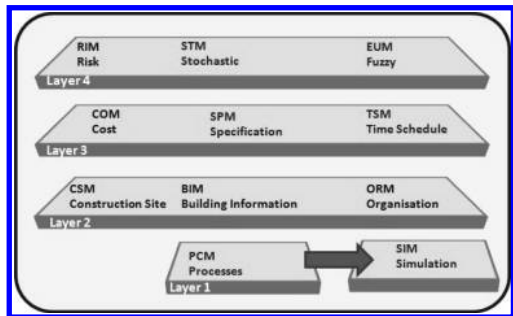 RIM STM EUM
Risk Stochastic Fuzzy
Layer 4
COM SPM TSM
Cost Specification Time Schedule
Layer 3
CSM BIM ORM
Construction Site Building Information Organisation
Layer 2
PCM SIM
Processes Simulation
Layer 1